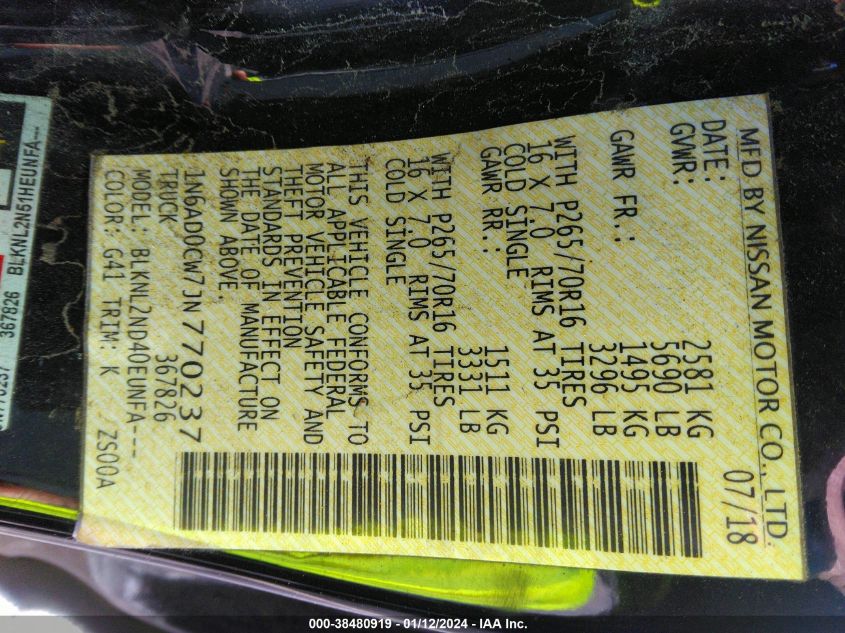 MFD BY NISSAN MOTOR CO., LTD.
DATE: 07/18
GVWR: 2581 KG
5690 LB
GAWR FR.: 1495 KG
3296 LB
WITH P265/70R16 TIRES
16 X 7.0 RIMS AT 35 PSI
COLD SINGLE
GAWR RR.: 1511 KG
3331 LB
WITH P265/70R16 TIRES
16 X 7.0 RIMS AT 35 PSI
COLD SINGLE
THIS VEHICLE CONFORMS TO
ALL APPLICABLE FEDERAL
MOTOR VEHICLE SAFETY AND
THEFT PREVENTION
STANDARDS IN EFFECT ON
THE DATE OF MANUFACTURE
SHOWN ABOVE
1N6AD0CW7JN770237
TRUCK 367826
MODEL: BLKNL2ND40EUNFA---
COLOR: G41 TRIM: K ZS00A
BLKNL2N51HEUNFA--
367826
000-38480919 - 01/12/2024 - IAA Inc.